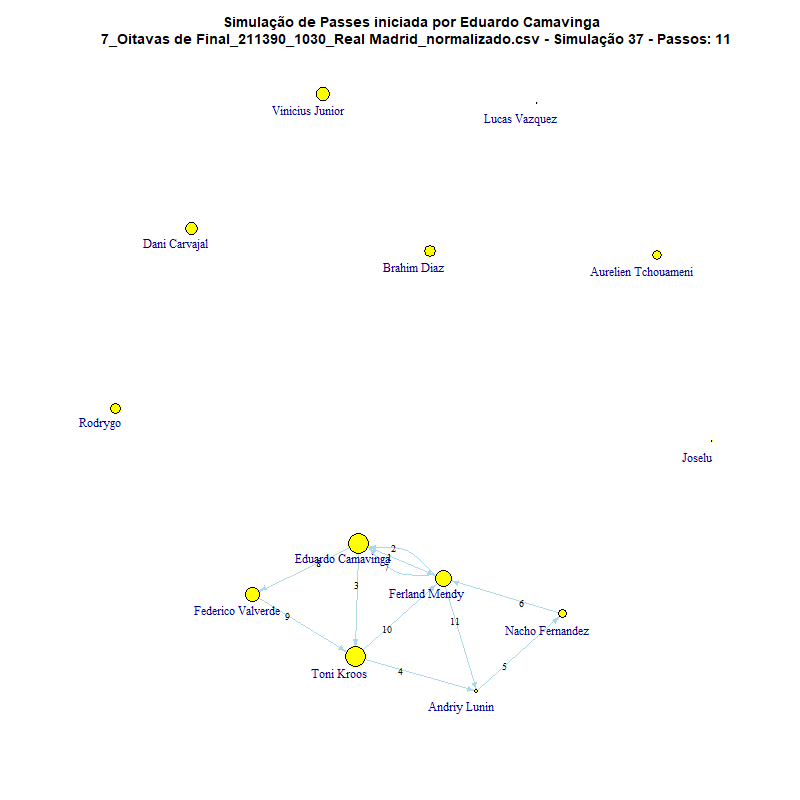 Simulação de Passes iniciada por Eduardo Camavinga
7_Oitavas de Final_211390_1030_Real Madrid_normalizado.csv - Simulação 37 - Passos: 11
Vinicius Junior
Lucas Vazquez
Dani Carvajal
Brahim Diaz
Aurelien Tchouameni
Rodrygo
Joselu
2
Eduardo Camavinga
1
7
8
3
Ferland Mendy
Federico Valverde
6
9
10
11
Nacho Fernandez
Toni Kroos
4
5
Andriy Lunin